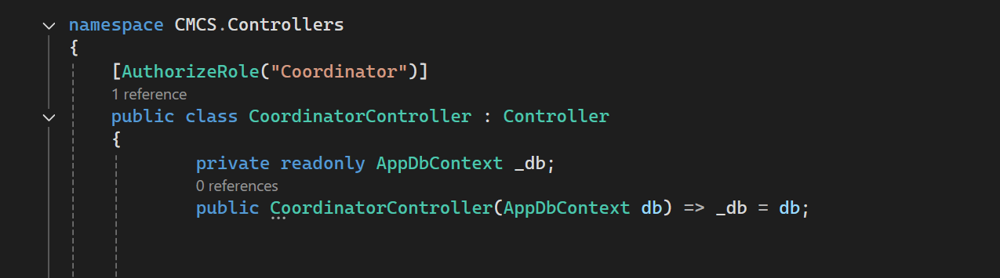 namespace CMCS.Controllers
{
[AuthorizeRole("Coordinator")]
1 reference
public class CoordinatorController : Controller
{
private readonly AppDbContext _db;
0 references
public CoordinatorController(AppDbContext db) => _db = db;